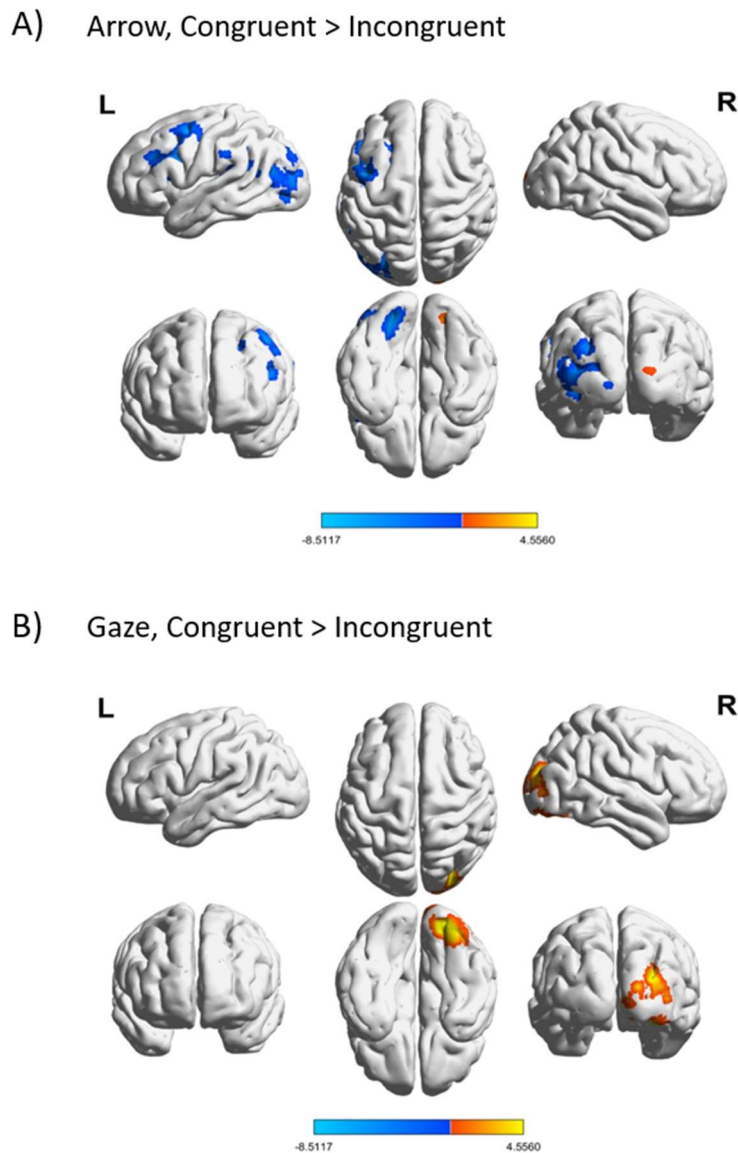 A) Arrow, Congruent > Incongruent
L R
-8.5117 4.5560
B) Gaze, Congruent > Incongruent
L R
-8.5117 4.5560